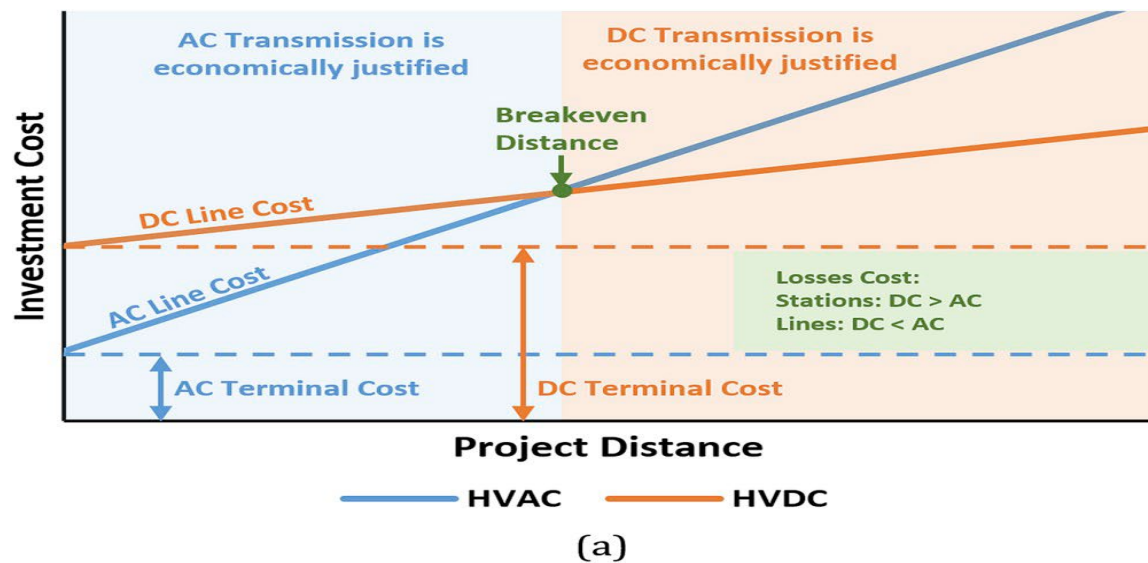 AC Transmission is
economically justified
DC Transmission is
economically justified
Breakeven
Distance
Investment Cost
DC Line Cost
AC Line Cost
Losses Cost:
Stations: DC > AC
Lines: DC < AC
AC Terminal Cost
DC Terminal Cost
Project Distance
HVAC
HVDC
(a)